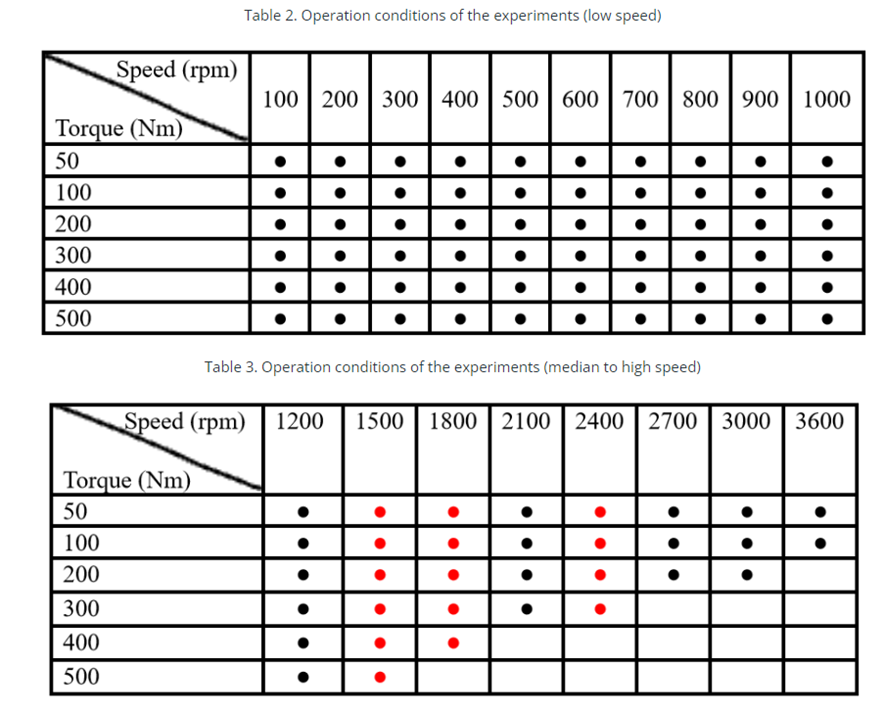 Table 2. Operation conditions of the experiments (low speed)
Speed (rpm)
100 200 300 400 500 600 700 800 900 1000
Torque (Nm)
50
100
200
300
400
500
Table 3. Operation conditions of the experiments (median to high speed)
Speed (rpm) 1200 1500 1800 2100 2400 2700 3000 3600
Torque (Nm)
50
100
200
300
400
500